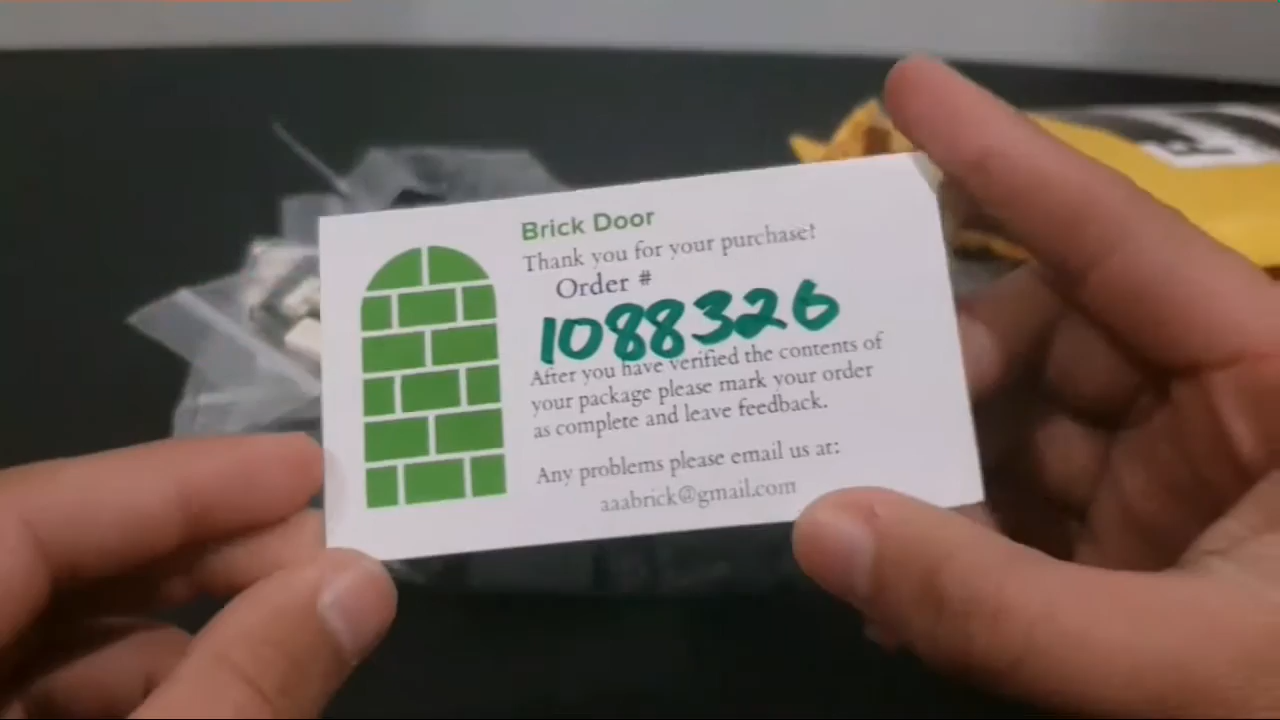 Brick Door
Thank you for your purchase!
Order #
1088326
After you have verified the contents of
your package please mark your order
as complete and leave feedback.
Any problems please email us at:
aaabrick@gmail.com